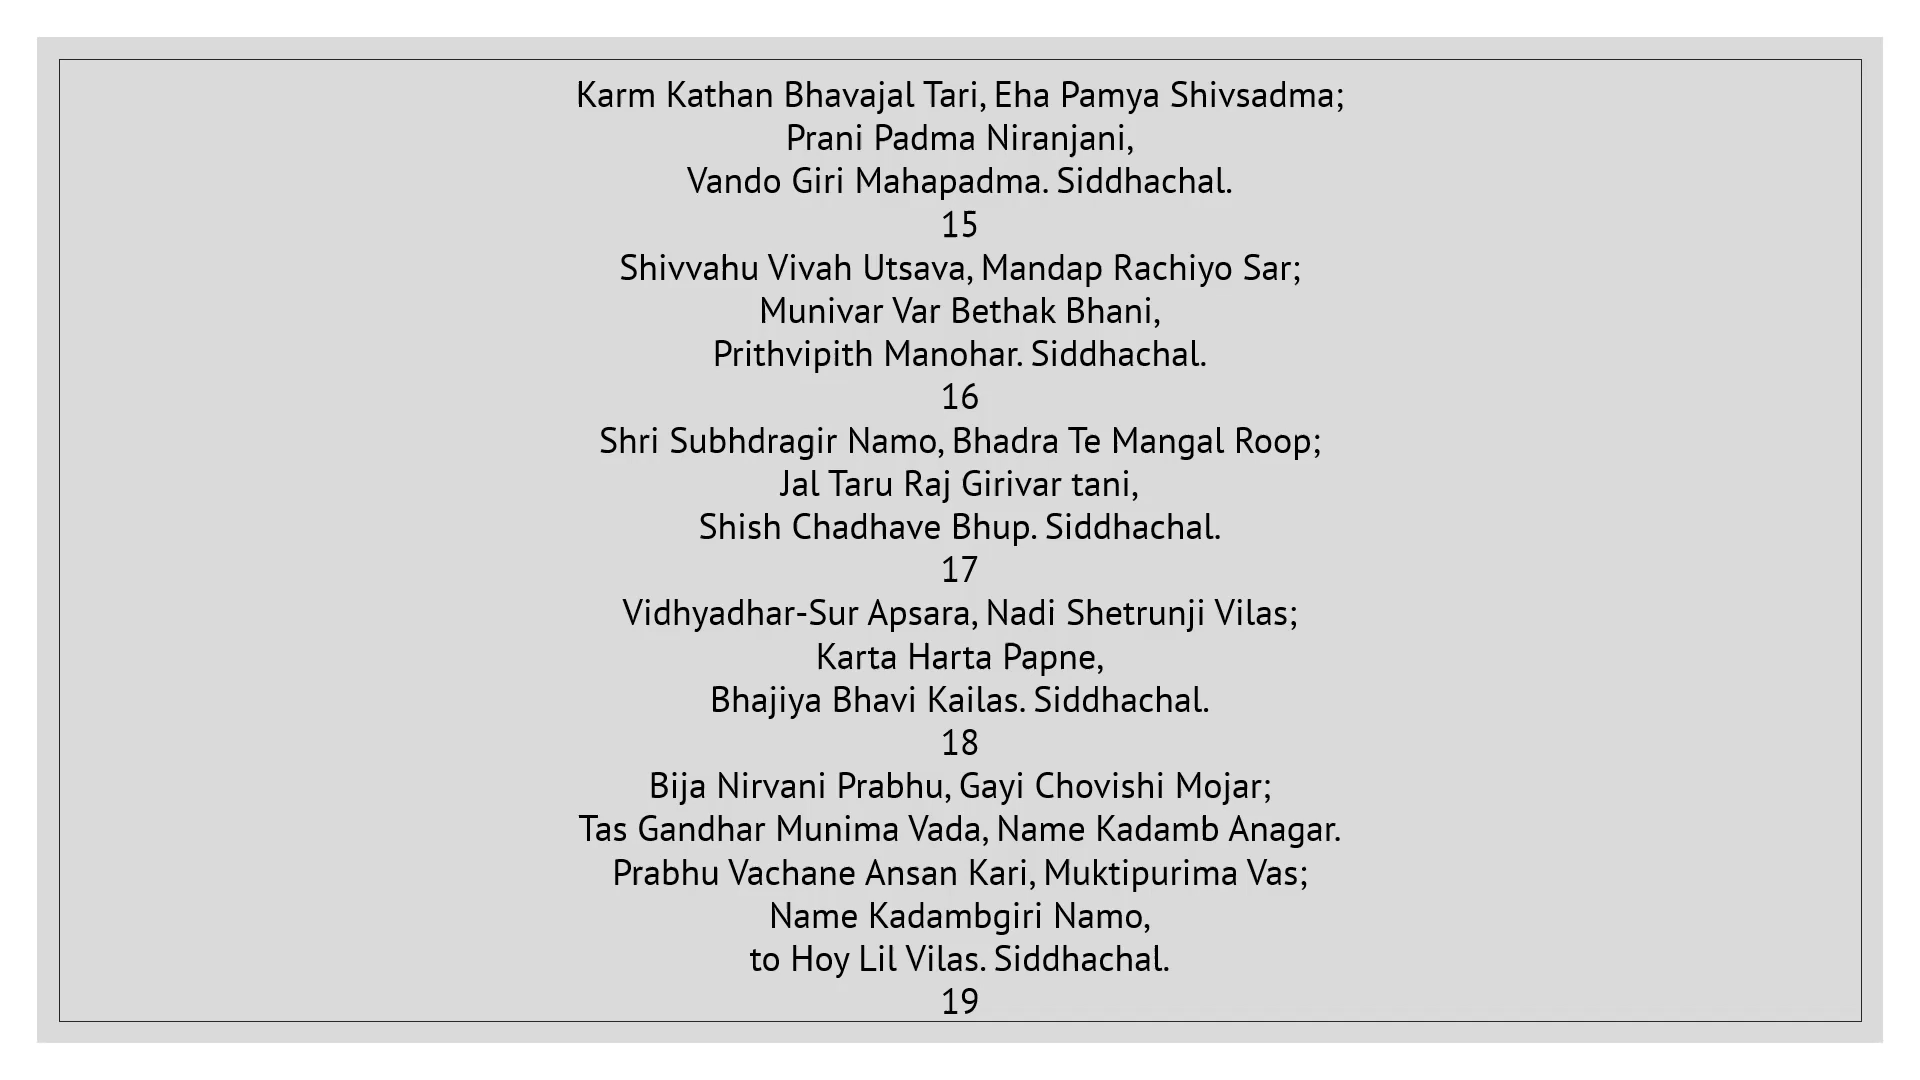 Karm Kathan Bhavajal Tari, Eha Pamya Shivsadma;
Prani Padma Niranjani,
Vando Giri Mahapadma. Siddhachal.
15
Shivvahu Vivah Utsava, Mandap Rachiyo Sar;
Munivar Var Bethak Bhani,
Prithvipith Manohar. Siddhachal.
16
Shri Subhdragir Namo, Bhadra Te Mangal Roop;
Jal Taru Raj Girivar tani,
Shish Chadhave Bhup. Siddhachal.
17
Vidhyadhar-Sur Apsara, Nadi Shetrunji Vilas;
Karta Harta Papne,
Bhajiya Bhavi Kailas. Siddhachal.
18
Bija Nirvani Prabhu, Gayi Chovishi Mojar;
Tas Gandhar Munima Vada, Name Kadamb Anagar.
Prabhu Vachane Ansan Kari, Muktipurima Vas;
Name Kadambgiri Namo,
to Hoy Lil Vilas. Siddhachal.
19